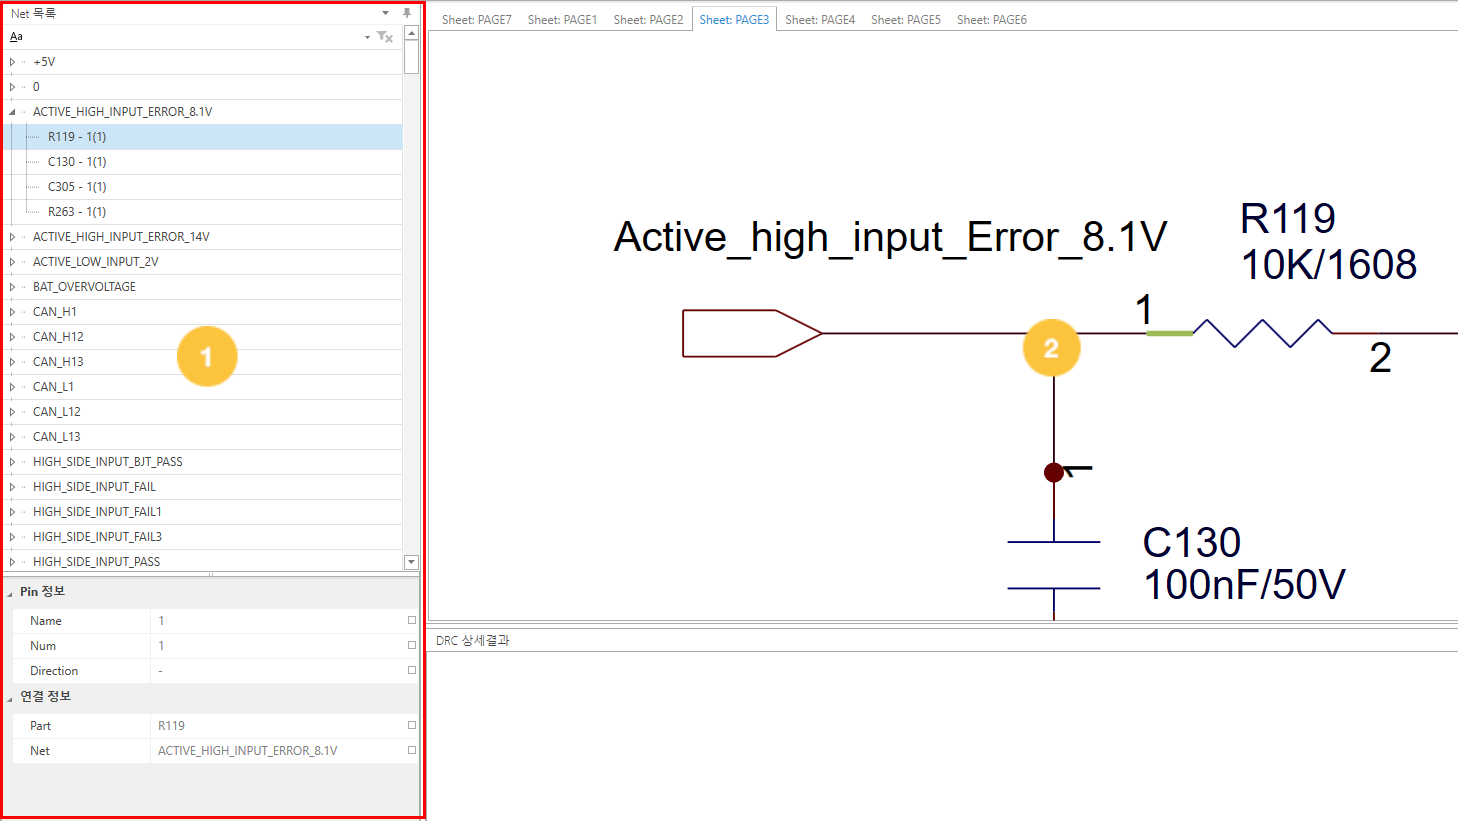 Net 목록
Aa
+5V
0
ACTIVE_HIGH_INPUT_ERROR_8.1V
R119 - 1(1)
C130 - 1(1)
C305 - 1(1)
R263 - 1(1)
ACTIVE_HIGH_INPUT_ERROR_14V
ACTIVE_LOW_INPUT_2V
BAT_OVERVOLTAGE
CAN_H1
CAN_H12
CAN_H13
CAN_L1
CAN_L12
CAN_L13
HIGH_SIDE_INPUT_BJT_PASS
HIGH_SIDE_INPUT_FAIL
HIGH_SIDE_INPUT_FAIL1
HIGH_SIDE_INPUT_FAIL3
HIGH_SIDE_INPUT_PASS
1
Pin 정보
Name 1
Num 1
Direction -
연결 정보
Part R119
Net ACTIVE_HIGH_INPUT_ERROR_8.1V
Sheet: PAGE7 Sheet: PAGE1 Sheet: PAGE2 Sheet: PAGE3 Sheet: PAGE4 Sheet: PAGE5 Sheet: PAGE6
Active_high_input_Error_8.1V
R119
10K/1608
1
2
2
1
C130
100nF/50V
DRC 상세결과